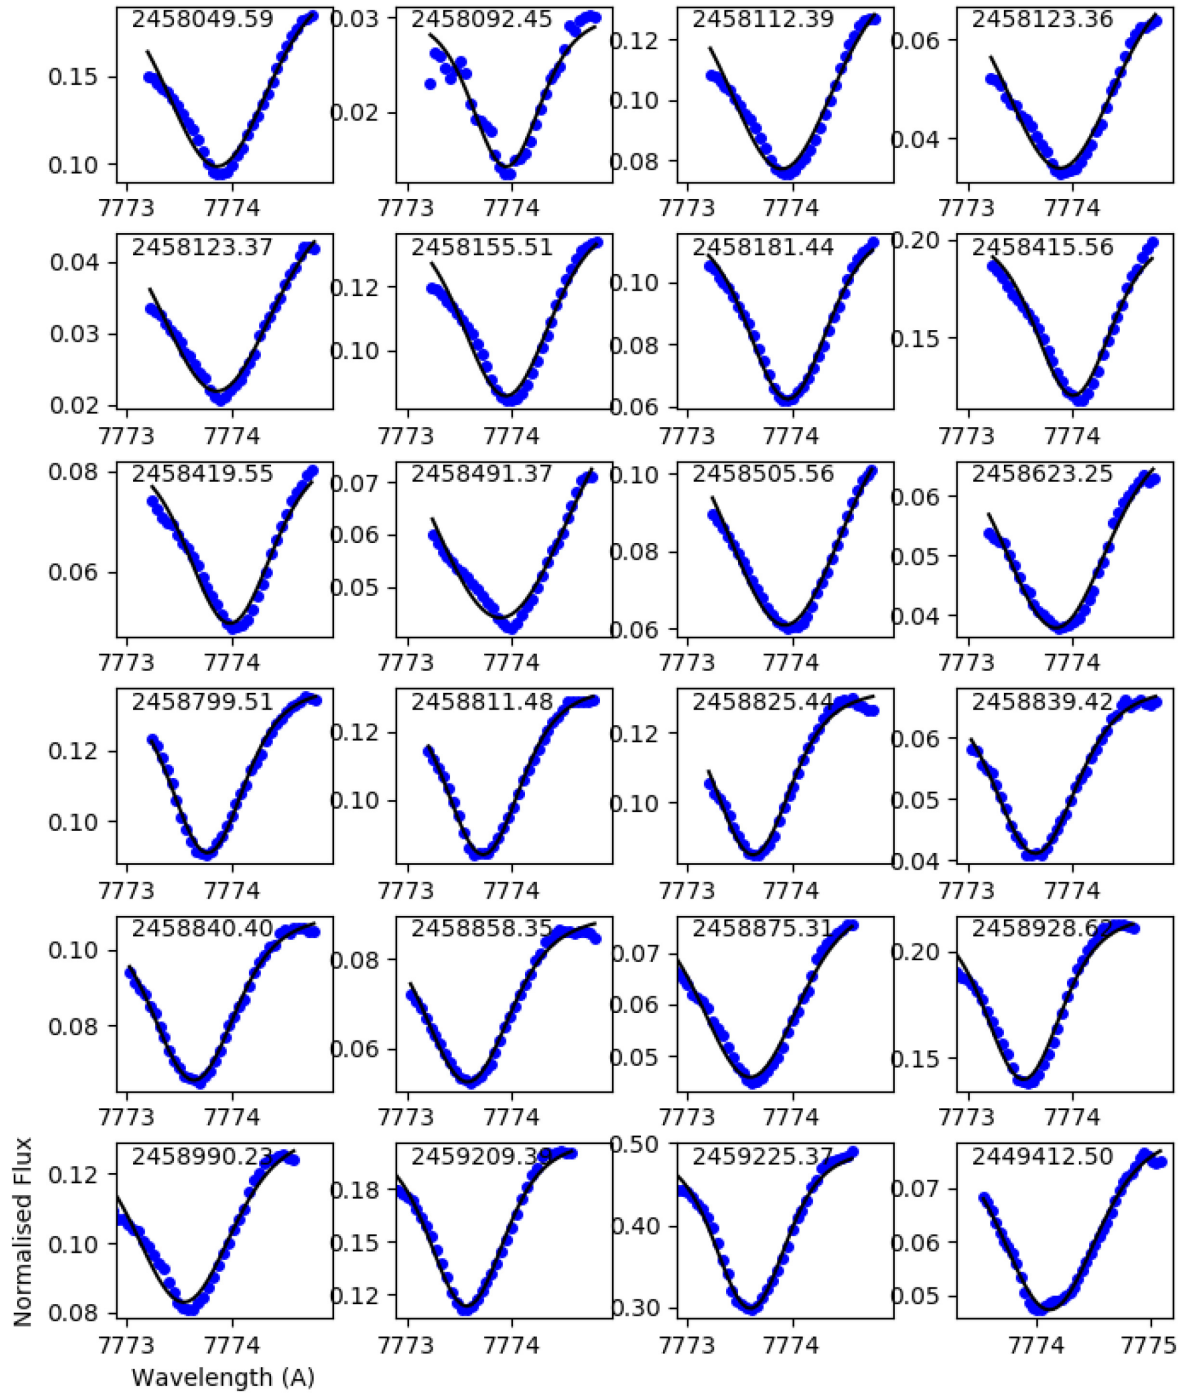 2458049.59 2458092.45 2458112.39 2458123.36
0.15 0.10 0.03 0.02 0.12 0.10 0.08 0.06 0.04
7773 7774 7773 7774 7773 7774 7773 7774
2458123.37 2458155.51 2458181.44 2458415.56
0.04 0.03 0.02 0.12 0.10 0.10 0.08 0.06 0.20 0.15
7773 7774 7773 7774 7773 7774 7773 7774
2458419.55 2458491.37 2458505.56 2458623.25
0.08 0.06 0.07 0.06 0.05 0.10 0.08 0.06 0.06 0.05 0.04
7773 7774 7773 7774 7773 7774 7773 7774
2458799.51 2458811.48 2458825.44 2458839.42
0.12 0.10 0.12 0.10 0.12 0.10 0.06 0.05 0.04
7773 7774 7773 7774 7773 7774 7773 7774
2458840.40 2458858.35 2458875.31 2458928.62
0.10 0.08 0.08 0.06 0.07 0.06 0.05 0.20 0.15
7773 7774 7773 7774 7773 7774 7773 7774
2458990.23 2459225.37 2449412.50
0.12 0.10 0.08 0.18 0.15 0.12 0.50 0.40 0.30 0.07 0.05
7773 7774 7773 7774 7773 7774 7774 7775
Normalised Flux
Wavelength (A)